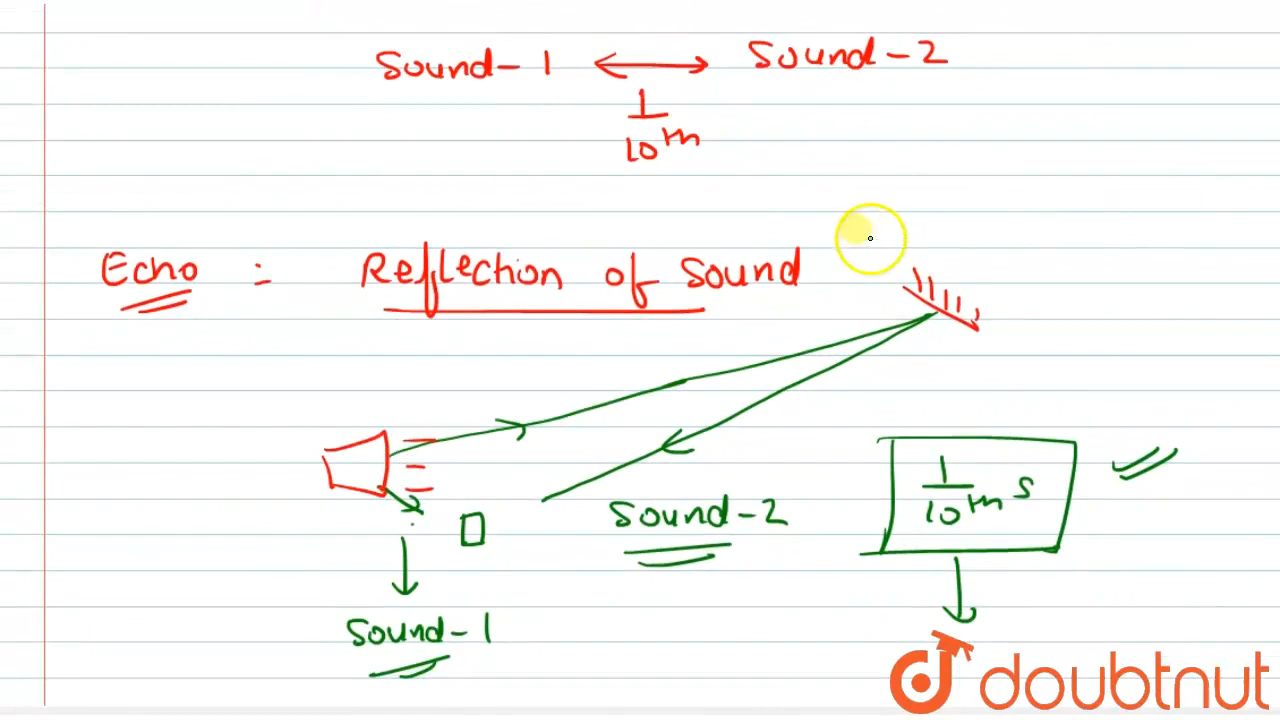 Sound-1 ⟷ Sound-2
1
10th
Echo = Reflection of Sound
Sound-2
1
10th s
Sound-1
doubtnut